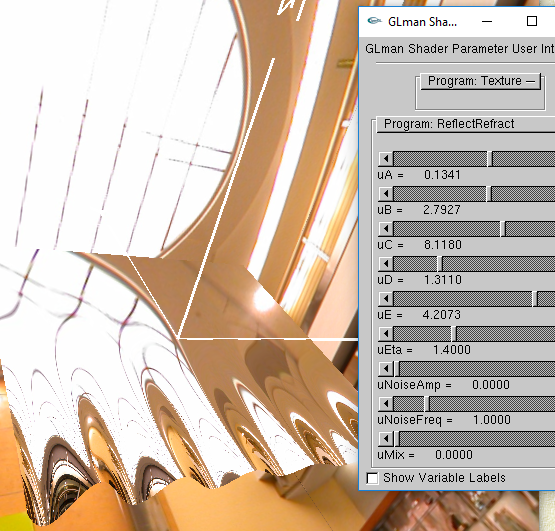 GLman Sha...
GLman Shader Parameter User Int
Program: Texture
Program: ReflectRefract
uA = 0.1341
uB = 2.7927
uC = 8.1180
uD = 1.3110
uE = 4.2073
uEta = 1.4000
uNoiseAmp = 0.0000
uNoiseFreq = 1.0000
uMix = 0.0000
Show Variable Labels